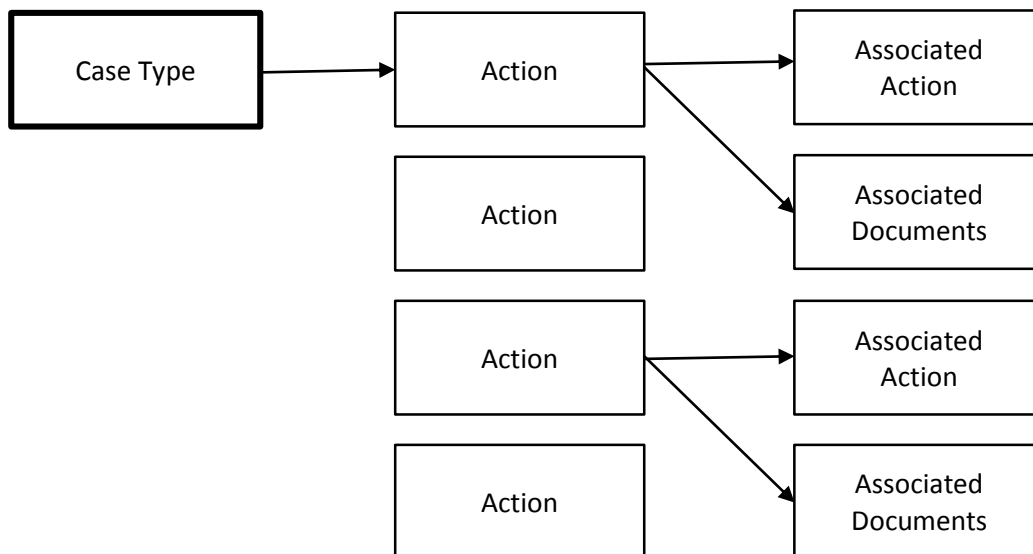 Case Type
Action
Associated
Action
Action
Associated
Documents
Action
Associated
Action
Action
Associated
Documents